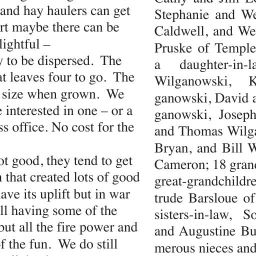 and hay haulers can get
rt maybe there can be
lightful –
y to be dispersed. The
at leaves four to go. The
size when grown. We
e interested in one – or a
ss office. No cost for the
ot good, they tend to get
n that created lots of good
ave its uplift but in war
ll having some of the
but all the fire power and
of the fun. We do still
Stephanie and We
Caldwell, and We
Pruske of Temple
a daughter-in-la
Wilganowski, K
ganowski, David a
ganowski, Joseph
and Thomas Wilga
Bryan, and Bill W
Cameron; 18 grand
great-grandchildre
trude Barsloue of
sisters-in-law, So
and Augustine Bu
merous nieces and